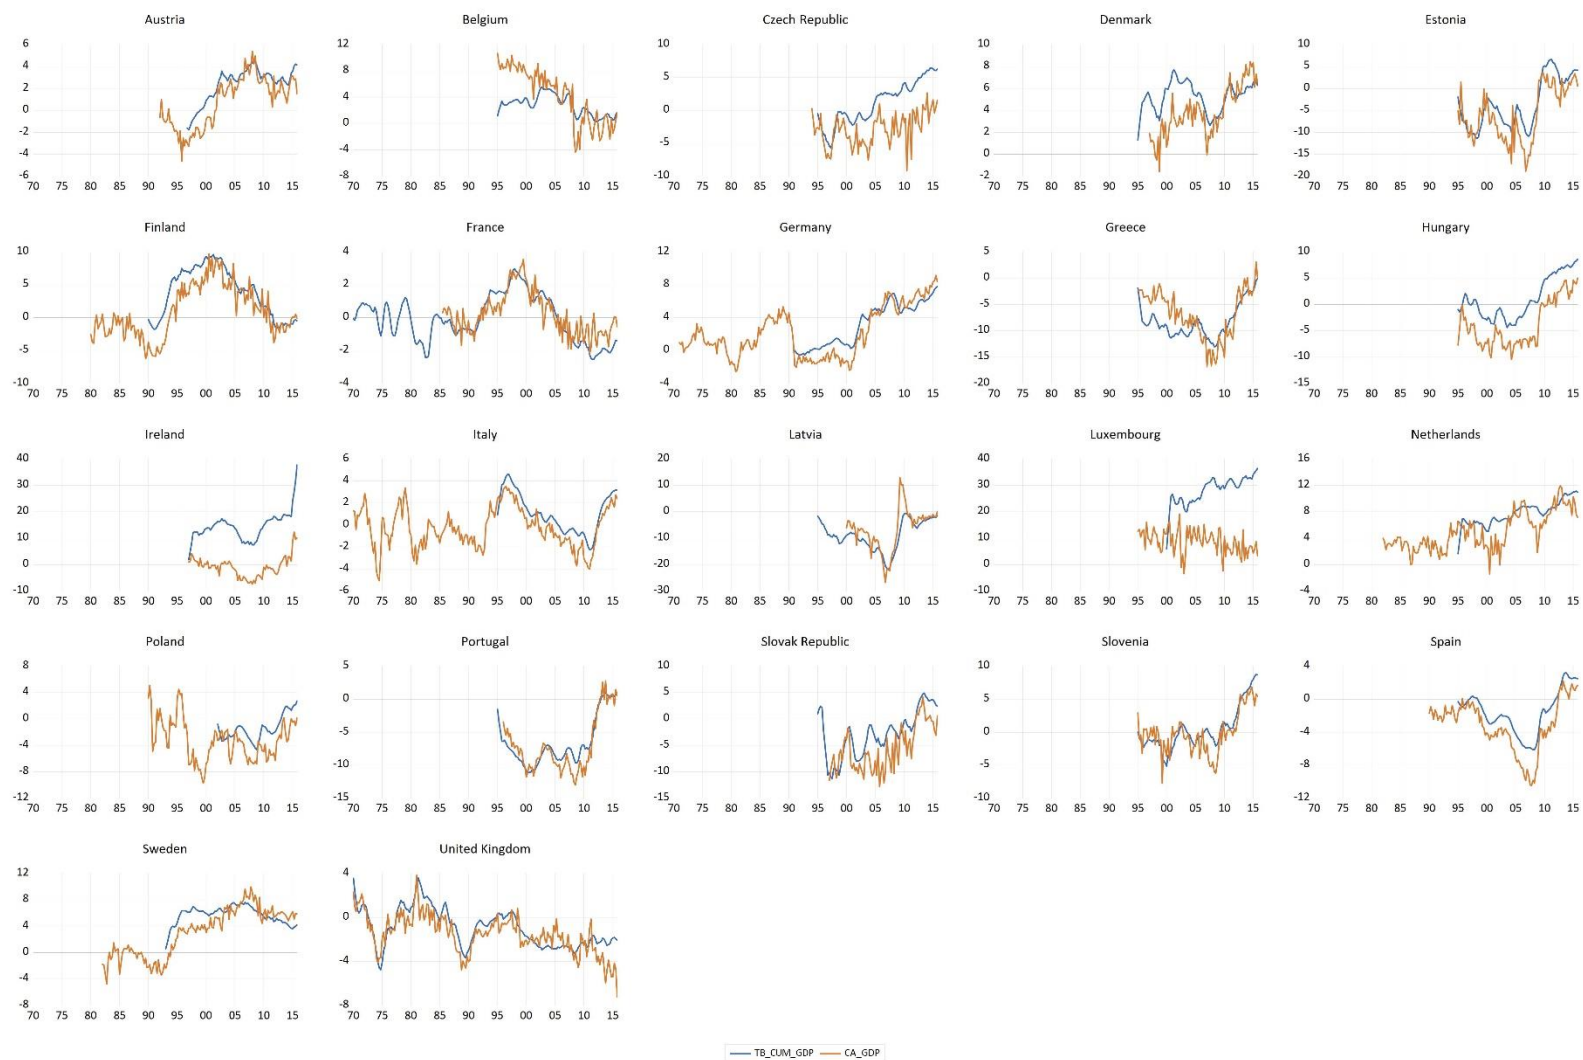 Austria
Belgium
Czech Republic
Denmark
Estonia
6
4
2
0
-2
-4
-6
70 75 80 85 90 95 00 05 10 15
12
8
4
0
-4
-8
70 75 80 85 90 95 00 05 10 15
10
5
0
-5
-10
70 75 80 85 90 95 00 05 10 15
10
8
6
4
2
0
-2
70 75 80 85 90 95 00 05 10 15
10
5
0
-5
-10
-15
-20
70 75 80 85 90 95 00 05 10 15
Finland
France
Germany
Greece
Hungary
10
5
0
-5
-10
70 75 80 85 90 95 00 05 10 15
4
2
0
-2
-4
70 75 80 85 90 95 00 05 10 15
12
8
4
0
-4
70 75 80 85 90 95 00 05 10 15
5
0
-5
-10
-15
-20
70 75 80 85 90 95 00 05 10 15
10
5
0
-5
-10
-15
70 75 80 85 90 95 00 05 10 15
Ireland
Italy
Latvia
Luxembourg
Netherlands
40
30
20
10
0
-10
70 75 80 85 90 95 00 05 10 15
6
4
2
0
-2
-4
-6
70 75 80 85 90 95 00 05 10 15
20
10
0
-10
-20
-30
70 75 80 85 90 95 00 05 10 15
40
30
20
10
0
-10
70 75 80 85 90 95 00 05 10 15
16
12
8
4
0
-4
70 75 80 85 90 95 00 05 10 15
Poland
Portugal
Slovak Republic
Slovenia
Spain
8
4
0
-4
-8
-12
70 75 80 85 90 95 00 05 10 15
5
0
-5
-10
-15
70 75 80 85 90 95 00 05 10 15
10
5
0
-5
-10
-15
70 75 80 85 90 95 00 05 10 15
10
5
0
-5
-10
70 75 80 85 90 95 00 05 10 15
4
0
-4
-8
-12
70 75 80 85 90 95 00 05 10 15
Sweden
United Kingdom
12
8
4
0
-4
-8
70 75 80 85 90 95 00 05 10 15
4
0
-4
-8
70 75 80 85 90 95 00 05 10 15
TB_CUM_GDP CA_GDP